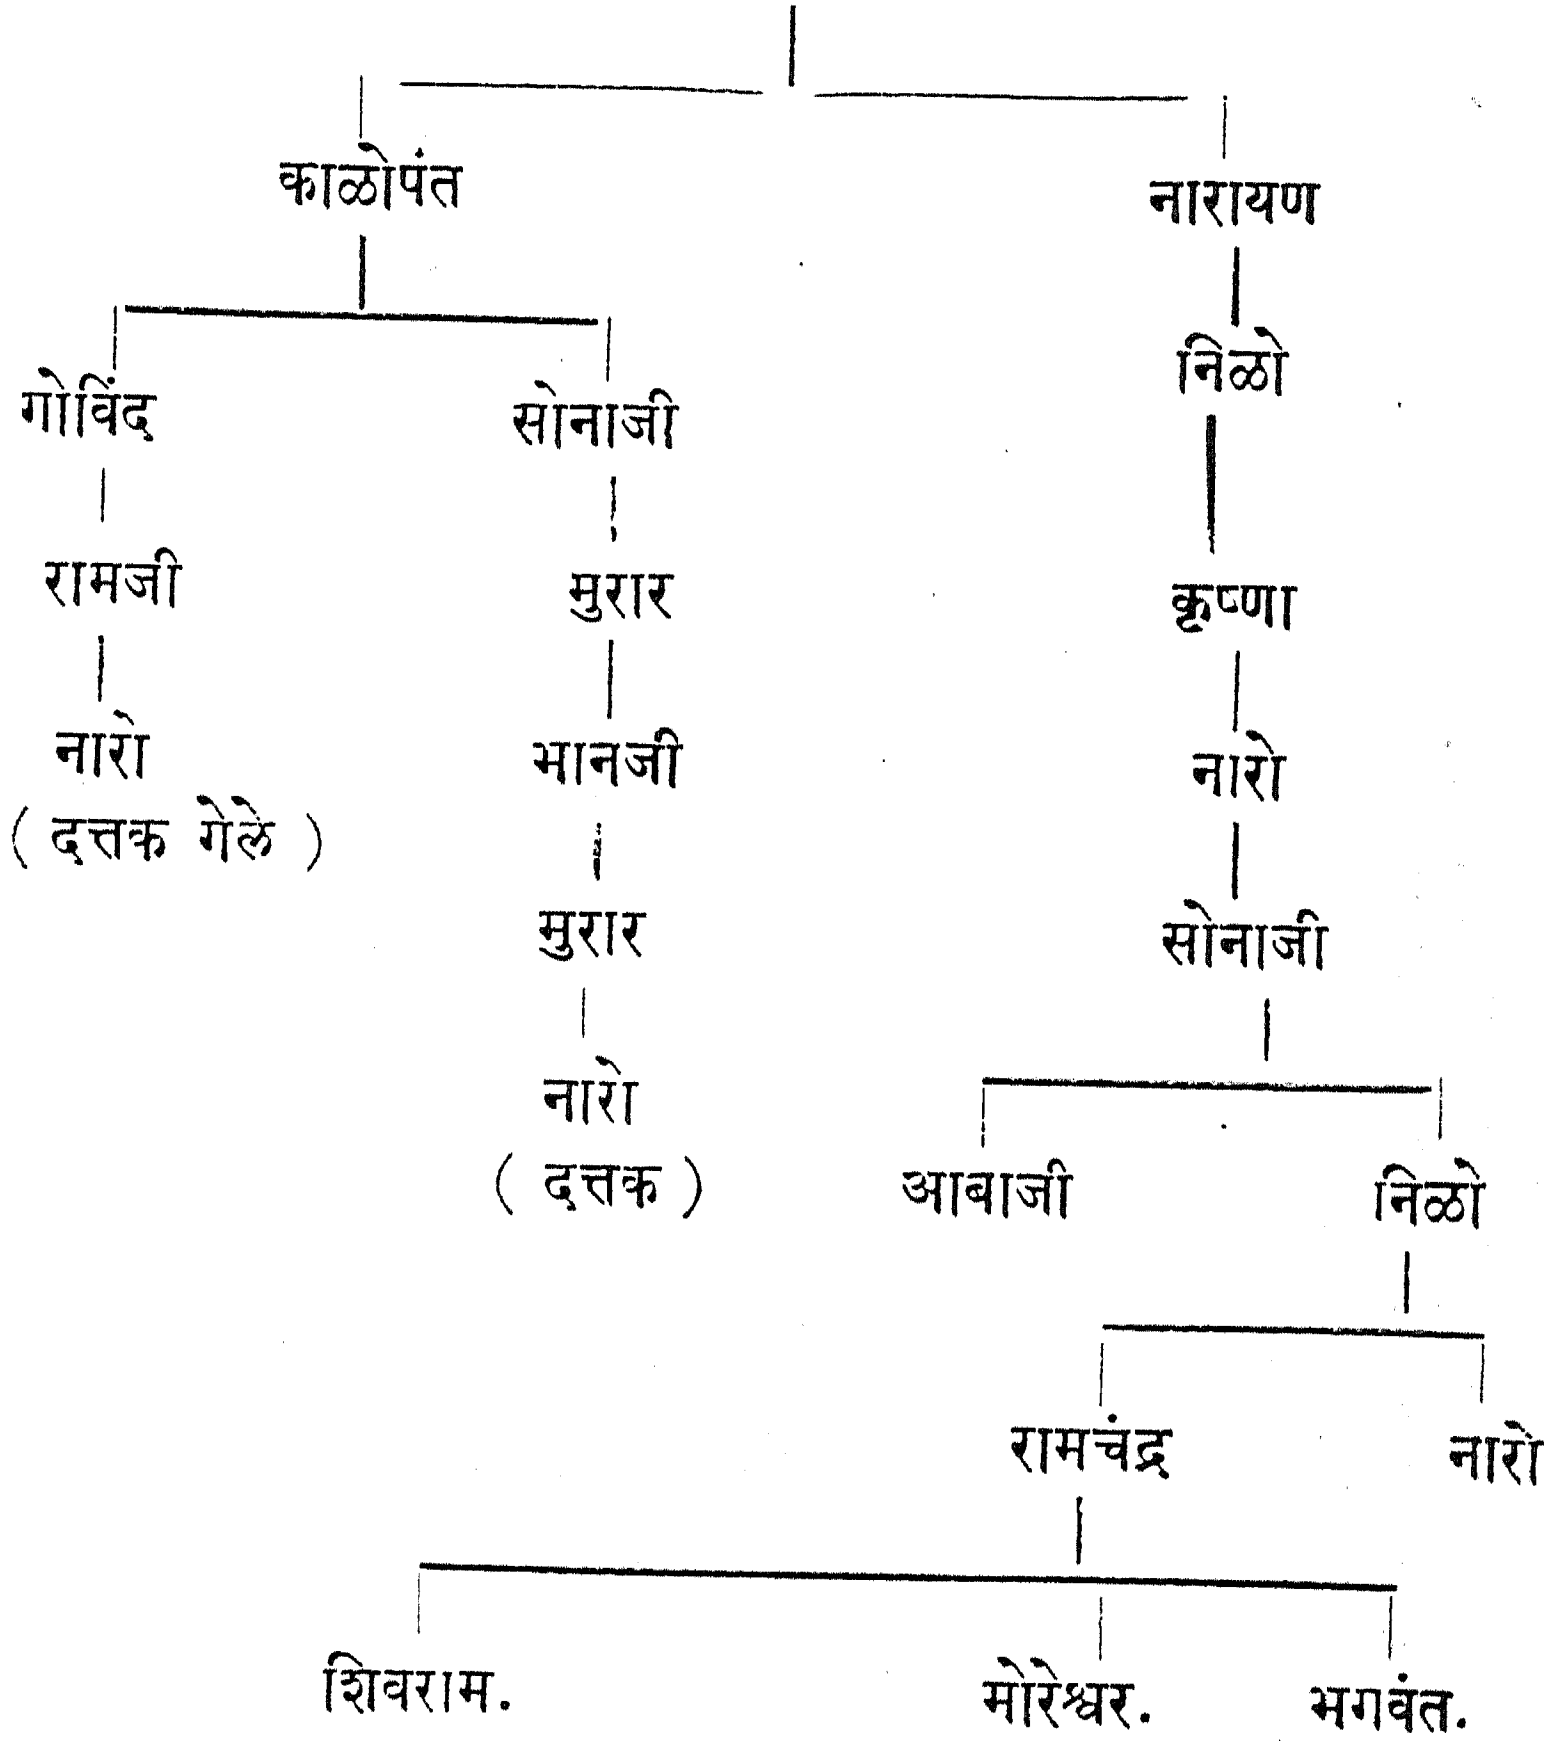 काळोपंत नारायण
निळो
गोविंद सोनाजी
रामजी मुरार कृष्णा
नारो भानजी नारो
( दत्तक गेले )
मुरार सोनाजी
नारो
( दत्तक ) आबाजी निळो
रामचंद्र नारो
शिवराम. मोरेश्वर. भगवंत.